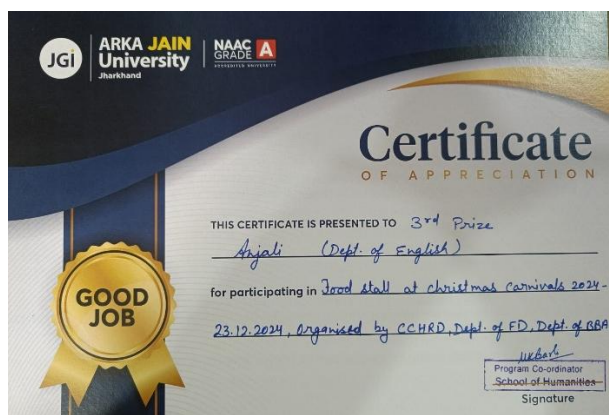 JGi
ARKA JAIN
University
Jharkhand
NAAC
GRADE A
ACCREDITED UNIVERSITY
Certificate
OF APPRECIATION
THIS CERTIFICATE IS PRESENTED TO 3rd Prize
Anjali (Dept. of English)
for participating in Food stall at christmas carnivals 2024-
23.12.2024, Organised by CCHRD, Dept. of FD, Dept. of BBA
GOOD
JOB
Program Co-ordinator
School of Humanities
Signature